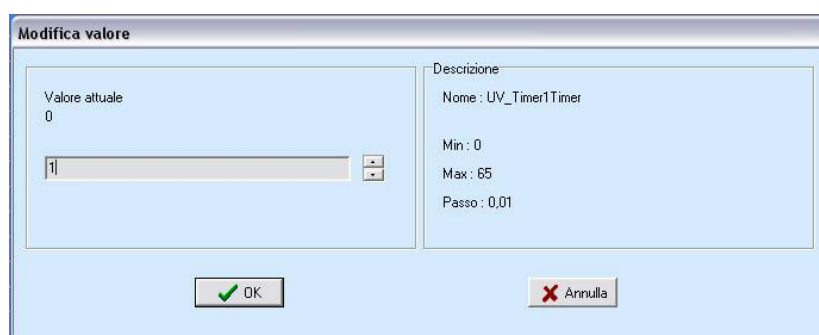 Modifica valore
Valore attuale
0
1
Descrizione
Nome : UV_Timer1Timer
Min : 0
Max : 65
Passo : 0,01
OK
Annulla